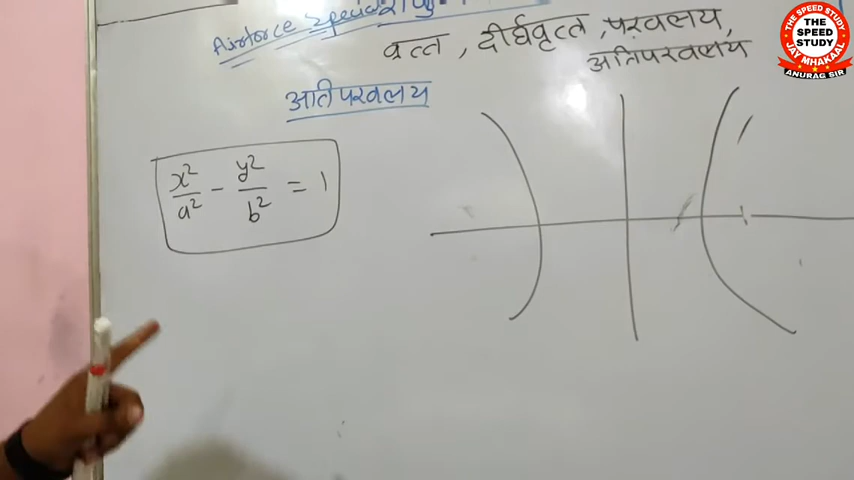 Airforce Special
वृत्त, दीर्घवृत्त, परवलय,
अतिपरवलय
अतिपरवलय
x²/a² - y²/b² = 1
THE SPEED STUDY
THE
SPEED
STUDY
JAY MHAKAAL
ANURAG SIR